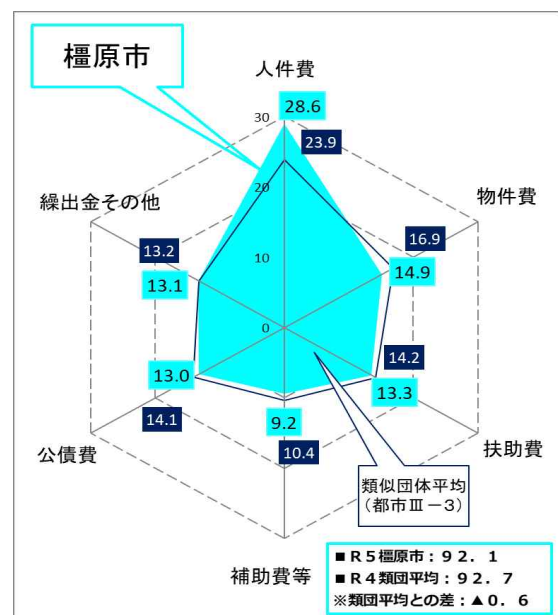 橿原市
人件費
28.6
30
23.9
20
繰出金その他
物件費
13.2
16.9
10
13.1
14.9
0
14.2
13.0
13.3
14.1
9.2
公債費
扶助費
10.4
類似団体平均
(都市Ⅲ－3)
補助費等
■R5橿原市：92.1
■R4類団平均：92.7
※類団平均との差：▲0.6